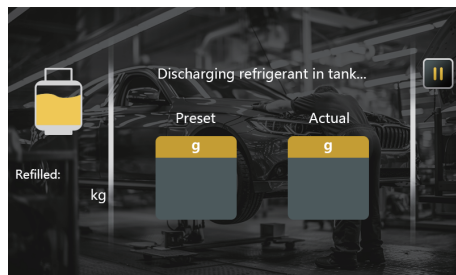 Discharging refrigerant in tank...
Preset
Actual
g
g
Refilled:
kg